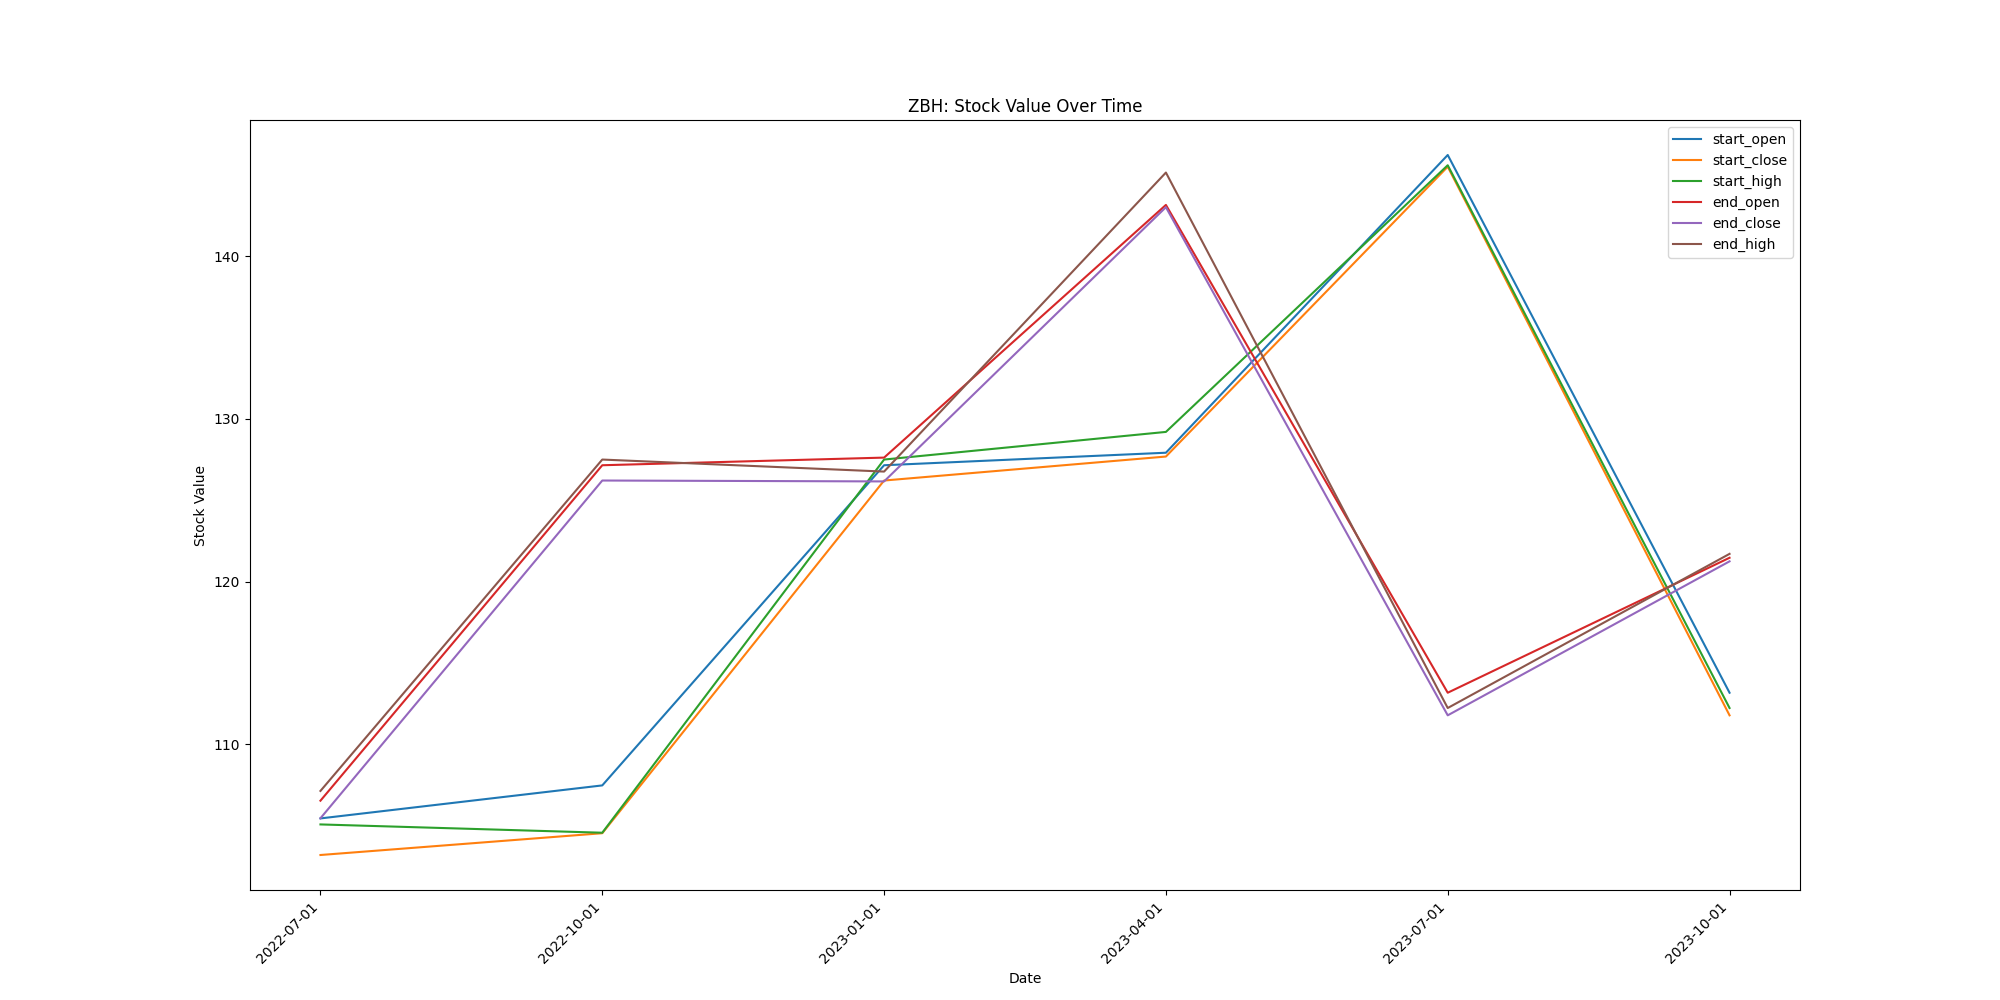 ZBH: Stock Value Over Time
start_open
start_close
start_high
end_open
end_close
end_high
140
130
120
110
Stock Value
2022-07-01
2022-10-01
2023-01-01
2023-04-01
2023-07-01
2023-10-01
Date